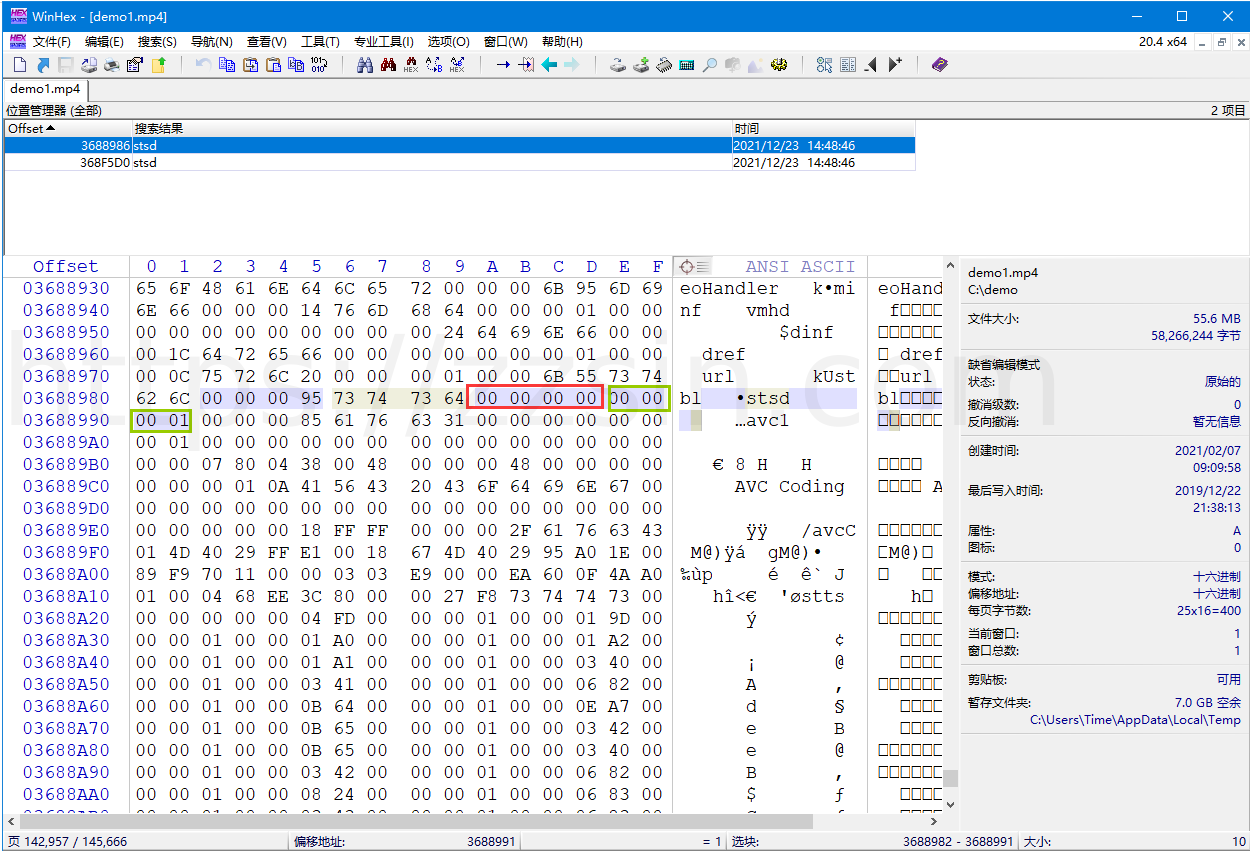 WinHex - [demo1.mp4]
文件(F) 编辑(E) 搜索(S) 导航(N) 查看(V) 工具(T) 专业工具(I) 选项(O) 窗口(W) 帮助(H) 20.4 x64
demo1.mp4
位置管理器 (全部) 2 项目
Offset 搜索结果 时间
3688986 stsd 2021/12/23 14:48:46
368F5D0 stsd 2021/12/23 14:48:46
Offset 0 1 2 3 4 5 6 7 8 9 A B C D E F ANSI ASCII
03688930 65 6F 48 61 6E 64 6C 65 72 00 00 00 6B 95 6D 69 eoHandler k•mi eoHand
03688940 6E 66 00 00 00 14 76 6D 68 64 00 00 00 01 00 00 nf vmhd
03688950 00 00 00 00 00 00 00 00 00 24 64 69 6E 66 00 00 $dinf
03688960 00 1C 64 72 65 66 00 00 00 00 00 00 00 01 00 00 dref dref
03688970 00 0C 75 72 6C 20 00 00 00 01 00 00 6B 55 73 74 url kUst url
03688980 62 6C 00 00 00 95 73 74 73 64 00 00 00 00 00 00 bl •stsd bl
03688990 00 01 00 00 00 85 61 76 63 31 00 00 00 00 00 00 …avc1
036889A0 00 01 00 00 00 00 00 00 00 00 00 00 00 00 00 00
036889B0 00 00 07 80 04 38 00 48 00 00 00 48 00 00 00 00 € 8 H H
036889C0 00 00 00 01 0A 41 56 43 20 43 6F 64 69 6E 67 00 AVC Coding A
036889D0 00 00 00 00 00 00 00 00 00 00 00 00 00 00 00 00
036889E0 00 00 00 00 00 18 FF FF 00 00 00 2F 61 76 63 43 ÿÿ /avcC
036889F0 01 4D 40 29 FF E1 00 18 67 4D 40 29 95 A0 1E 00 M@)ÿá gM@)• M@)
03688A00 89 F9 70 11 00 00 03 03 E9 00 00 EA 60 0F 4A A0 ‰ùp é ê` J
03688A10 01 00 04 68 EE 3C 80 00 00 27 F8 73 74 74 73 00 hî<€ 'østts h
03688A20 00 00 00 00 00 04 FD 00 00 00 01 00 00 01 9D 00 ý
03688A30 00 00 01 00 00 01 A0 00 00 00 01 00 00 01 A2 00 ¢
03688A40 00 00 01 00 00 01 A1 00 00 00 01 00 00 03 40 00 ¡ @
03688A50 00 00 01 00 00 03 41 00 00 00 01 00 00 06 82 00 A ‚
03688A60 00 00 01 00 00 0B 64 00 00 00 01 00 00 0E A7 00 d §
03688A70 00 00 01 00 00 0B 65 00 00 00 01 00 00 03 42 00 e B
03688A80 00 00 01 00 00 0B 65 00 00 00 01 00 00 03 40 00 e @
03688A90 00 00 01 00 00 03 42 00 00 00 01 00 00 06 82 00 B ‚
03688AA0 00 00 01 00 00 08 24 00 00 00 01 00 00 06 83 00 $ ƒ
demo1.mp4
C:\demo
文件大小: 55.6 MB
58,266,244 字节
缺省编辑模式
状态: 原始的
撤消级数: 0
反向撤消: 暂无信息
创建时间: 2021/02/07
09:09:58
最后写入时间: 2019/12/22
21:38:13
属性: A
图标: 0
模式: 十六进制
偏移地址: 十六进制
每页字节数: 25x16=400
当前窗口: 1
窗口总数: 1
剪贴板: 可用
暂存文件夹: 7.0 GB 空余
C:\Users\Time\AppData\Local\Temp
页 142,957 / 145,666 偏移地址: 3688991 = 1 选块: 3688982 - 3688991 大小: 10